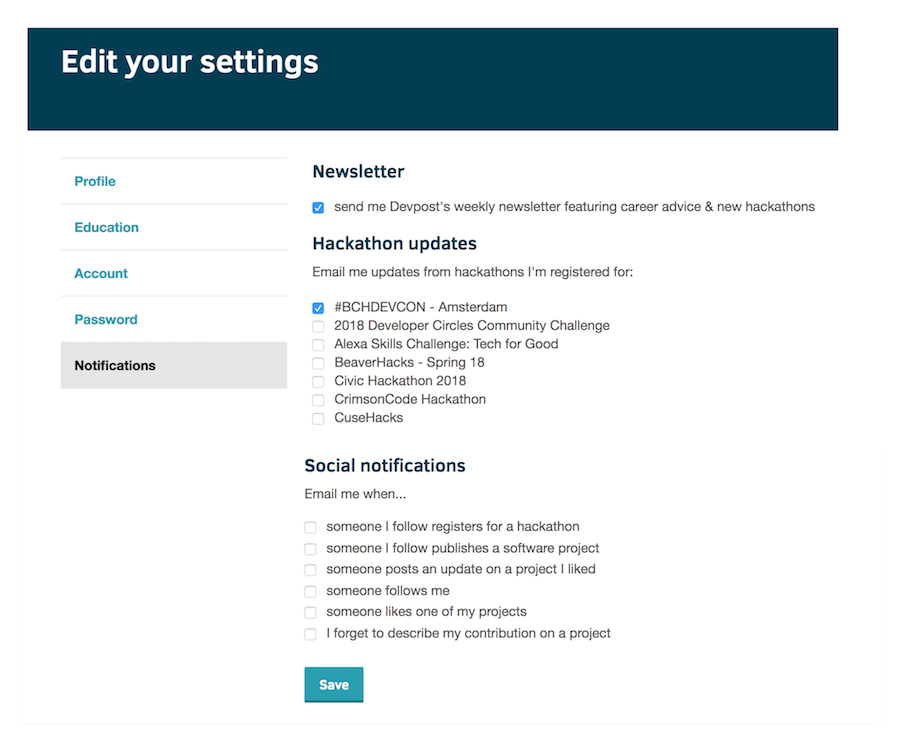 Edit your settings
Profile
Education
Account
Password
Notifications
Newsletter
send me Devpost's weekly newsletter featuring career advice & new hackathons
Hackathon updates
Email me updates from hackathons I'm registered for:
#BCHDEVCON - Amsterdam
2018 Developer Circles Community Challenge
Alexa Skills Challenge: Tech for Good
BeaverHacks - Spring 18
Civic Hackathon 2018
CrimsonCode Hackathon
CuseHacks
Social notifications
Email me when...
someone I follow registers for a hackathon
someone I follow publishes a software project
someone posts an update on a project I liked
someone follows me
someone likes one of my projects
I forget to describe my contribution on a project
Save